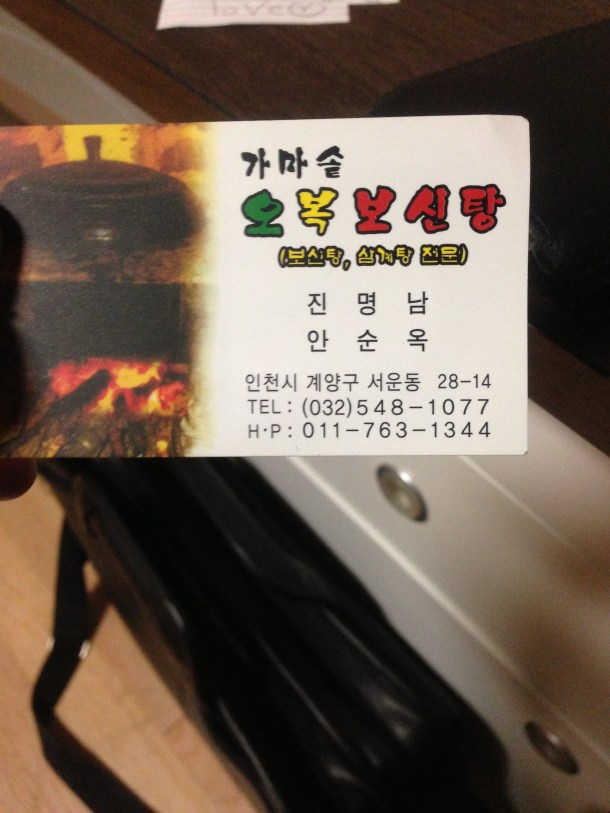 love
가마솥
오복보신탕
(보신탕, 삼계탕 전문)
진 명 남
안 순 옥
인천시 계양구 서운동 28-14
TEL : (032)548-1077
H·P : 011-763-1344